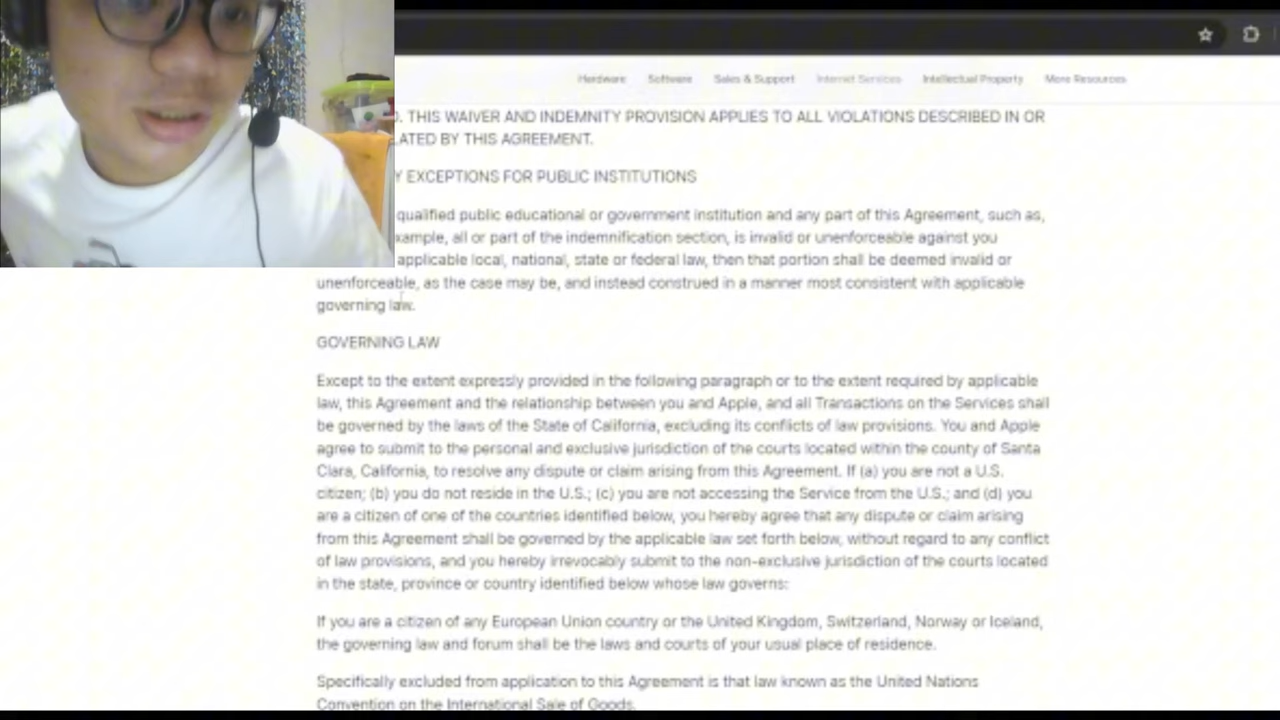 Hardware Software Sales & Support Internet Services Intellectual Property More Resources
. THIS WAIVER AND INDEMNITY PROVISION APPLIES TO ALL VIOLATIONS DESCRIBED IN OR
ATED BY THIS AGREEMENT.
Y EXCEPTIONS FOR PUBLIC INSTITUTIONS
qualified public educational or government institution and any part of this Agreement, such as,
xample, all or part of the indemnification section, is invalid or unenforceable against you
applicable local, national, state or federal law, then that portion shall be deemed invalid or
unenforceable, as the case may be, and instead construed in a manner most consistent with applicable
governing law.
GOVERNING LAW
Except to the extent expressly provided in the following paragraph or to the extent required by applicable
law, this Agreement and the relationship between you and Apple, and all Transactions on the Services shall
be governed by the laws of the State of California, excluding its conflicts of law provisions. You and Apple
agree to submit to the personal and exclusive jurisdiction of the courts located within the county of Santa
Clara, California, to resolve any dispute or claim arising from this Agreement. If (a) you are not a U.S.
citizen; (b) you do not reside in the U.S.; (c) you are not accessing the Service from the U.S.; and (d) you
are a citizen of one of the countries identified below, you hereby agree that any dispute or claim arising
from this Agreement shall be governed by the applicable law set forth below, without regard to any conflict
of law provisions, and you hereby irrevocably submit to the non-exclusive jurisdiction of the courts located
in the state, province or country identified below whose law governs:
If you are a citizen of any European Union country or the United Kingdom, Switzerland, Norway or Iceland,
the governing law and forum shall be the laws and courts of your usual place of residence.
Specifically excluded from application to this Agreement is that law known as the United Nations
Convention on the International Sale of Goods.